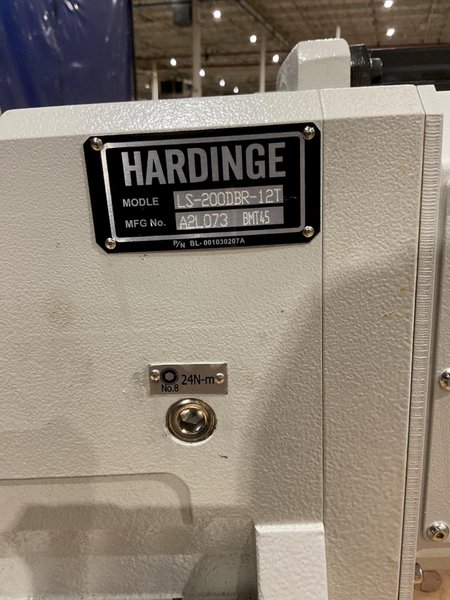 HARDINGE
MODLE LS-200DBR-12T
MFG No. A2L073 BMT45
P/N BL-001030207A
24N-m
No.8